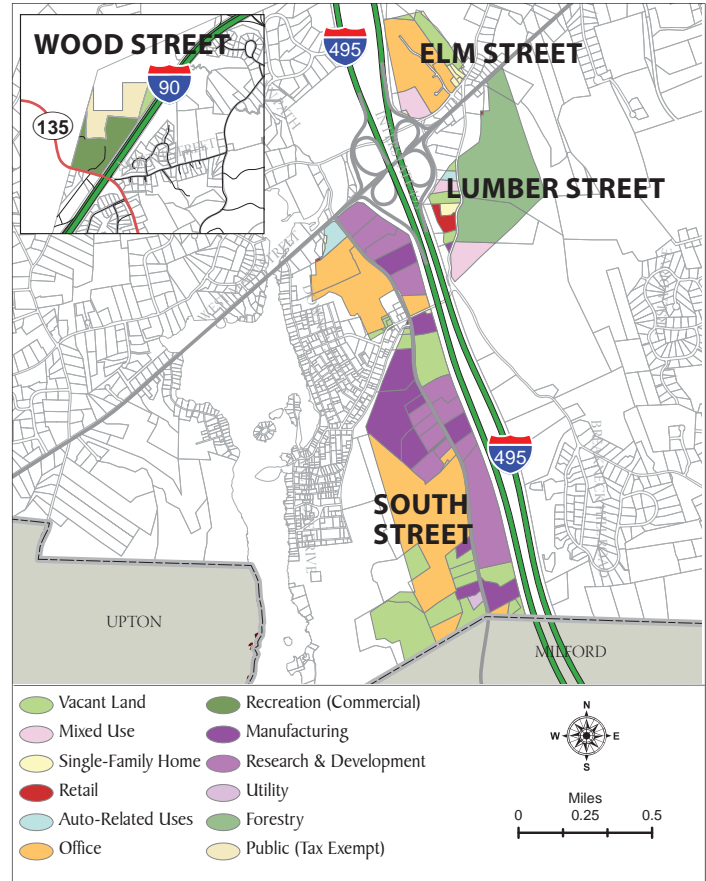 WOOD STREET
90
135
495
ELM STREET
LUMBER STREET
495
SOUTH
STREET
UPTON
MILFORD
Vacant Land
Mixed Use
Single-Family Home
Retail
Auto-Related Uses
Office
Recreation (Commercial)
Manufacturing
Research & Development
Utility
Forestry
Public (Tax Exempt)
N
W E
S
Miles
0 0.25 0.5